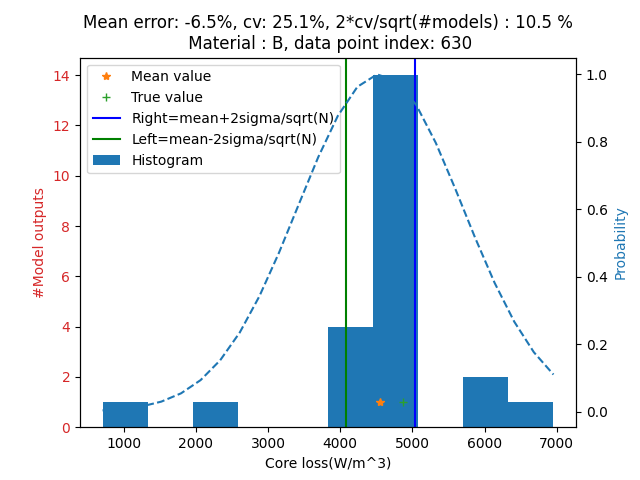 Mean error: -6.5%, cv: 25.1%, 2*cv/sqrt(#models) : 10.5 %
Material : B, data point index: 630
Mean value
True value
Right=mean+2sigma/sqrt(N)
Left=mean-2sigma/sqrt(N)
Histogram
#Model outputs
14
12
10
8
6
4
2
0
1.0
0.8
0.6
0.4
0.2
0.0
Probability
1000 2000 3000 4000 5000 6000 7000
Core loss(W/m^3)